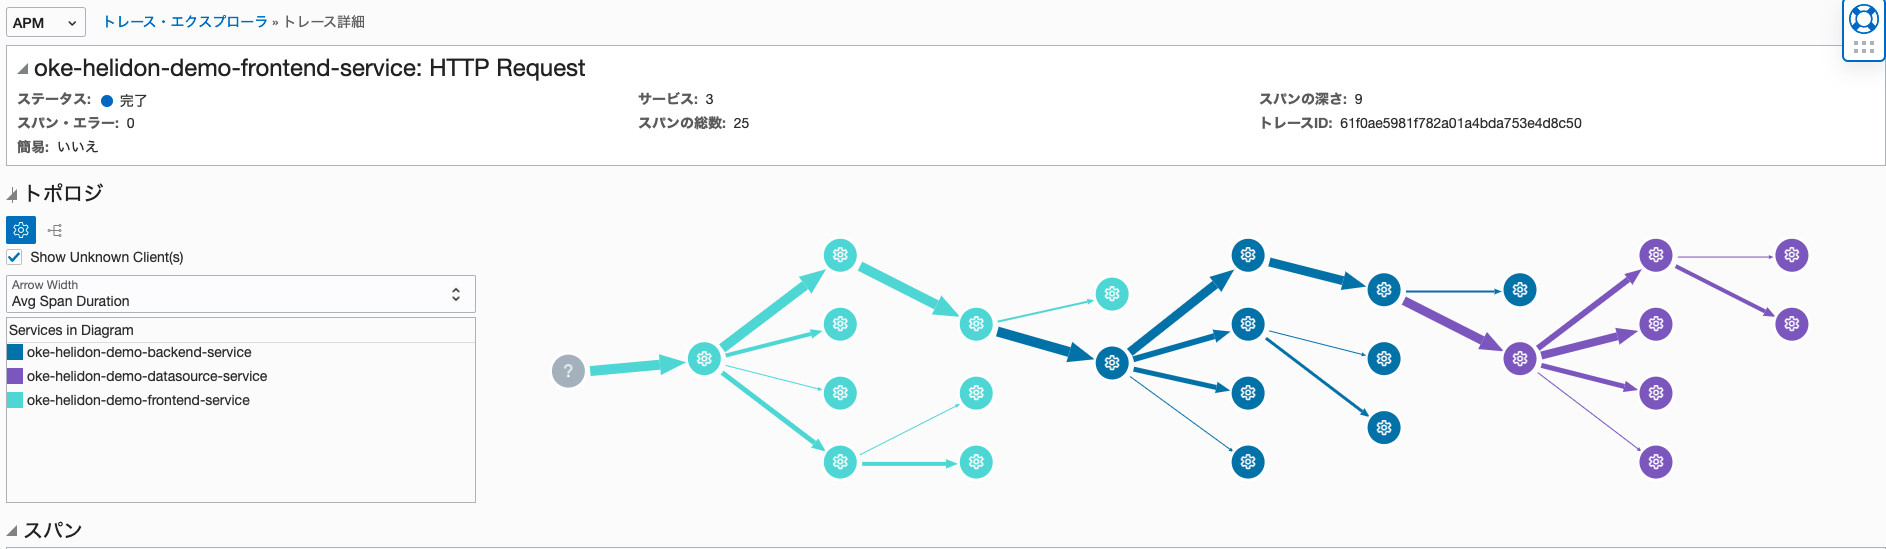 APM
トレース・エクスプローラ » トレース詳細
oke-helidon-demo-frontend-service: HTTP Request
ステータス: 完了
サービス: 3
スパンの深さ: 9
スパン・エラー: 0
スパンの総数: 25
トレースID: 61f0ae5981f782a01a4bda753e4d8c50
簡易: いいえ
トポロジ
Show Unknown Client(s)
Arrow Width
Avg Span Duration
Services in Diagram
oke-helidon-demo-backend-service
oke-helidon-demo-datasource-service
oke-helidon-demo-frontend-service
?
スパン